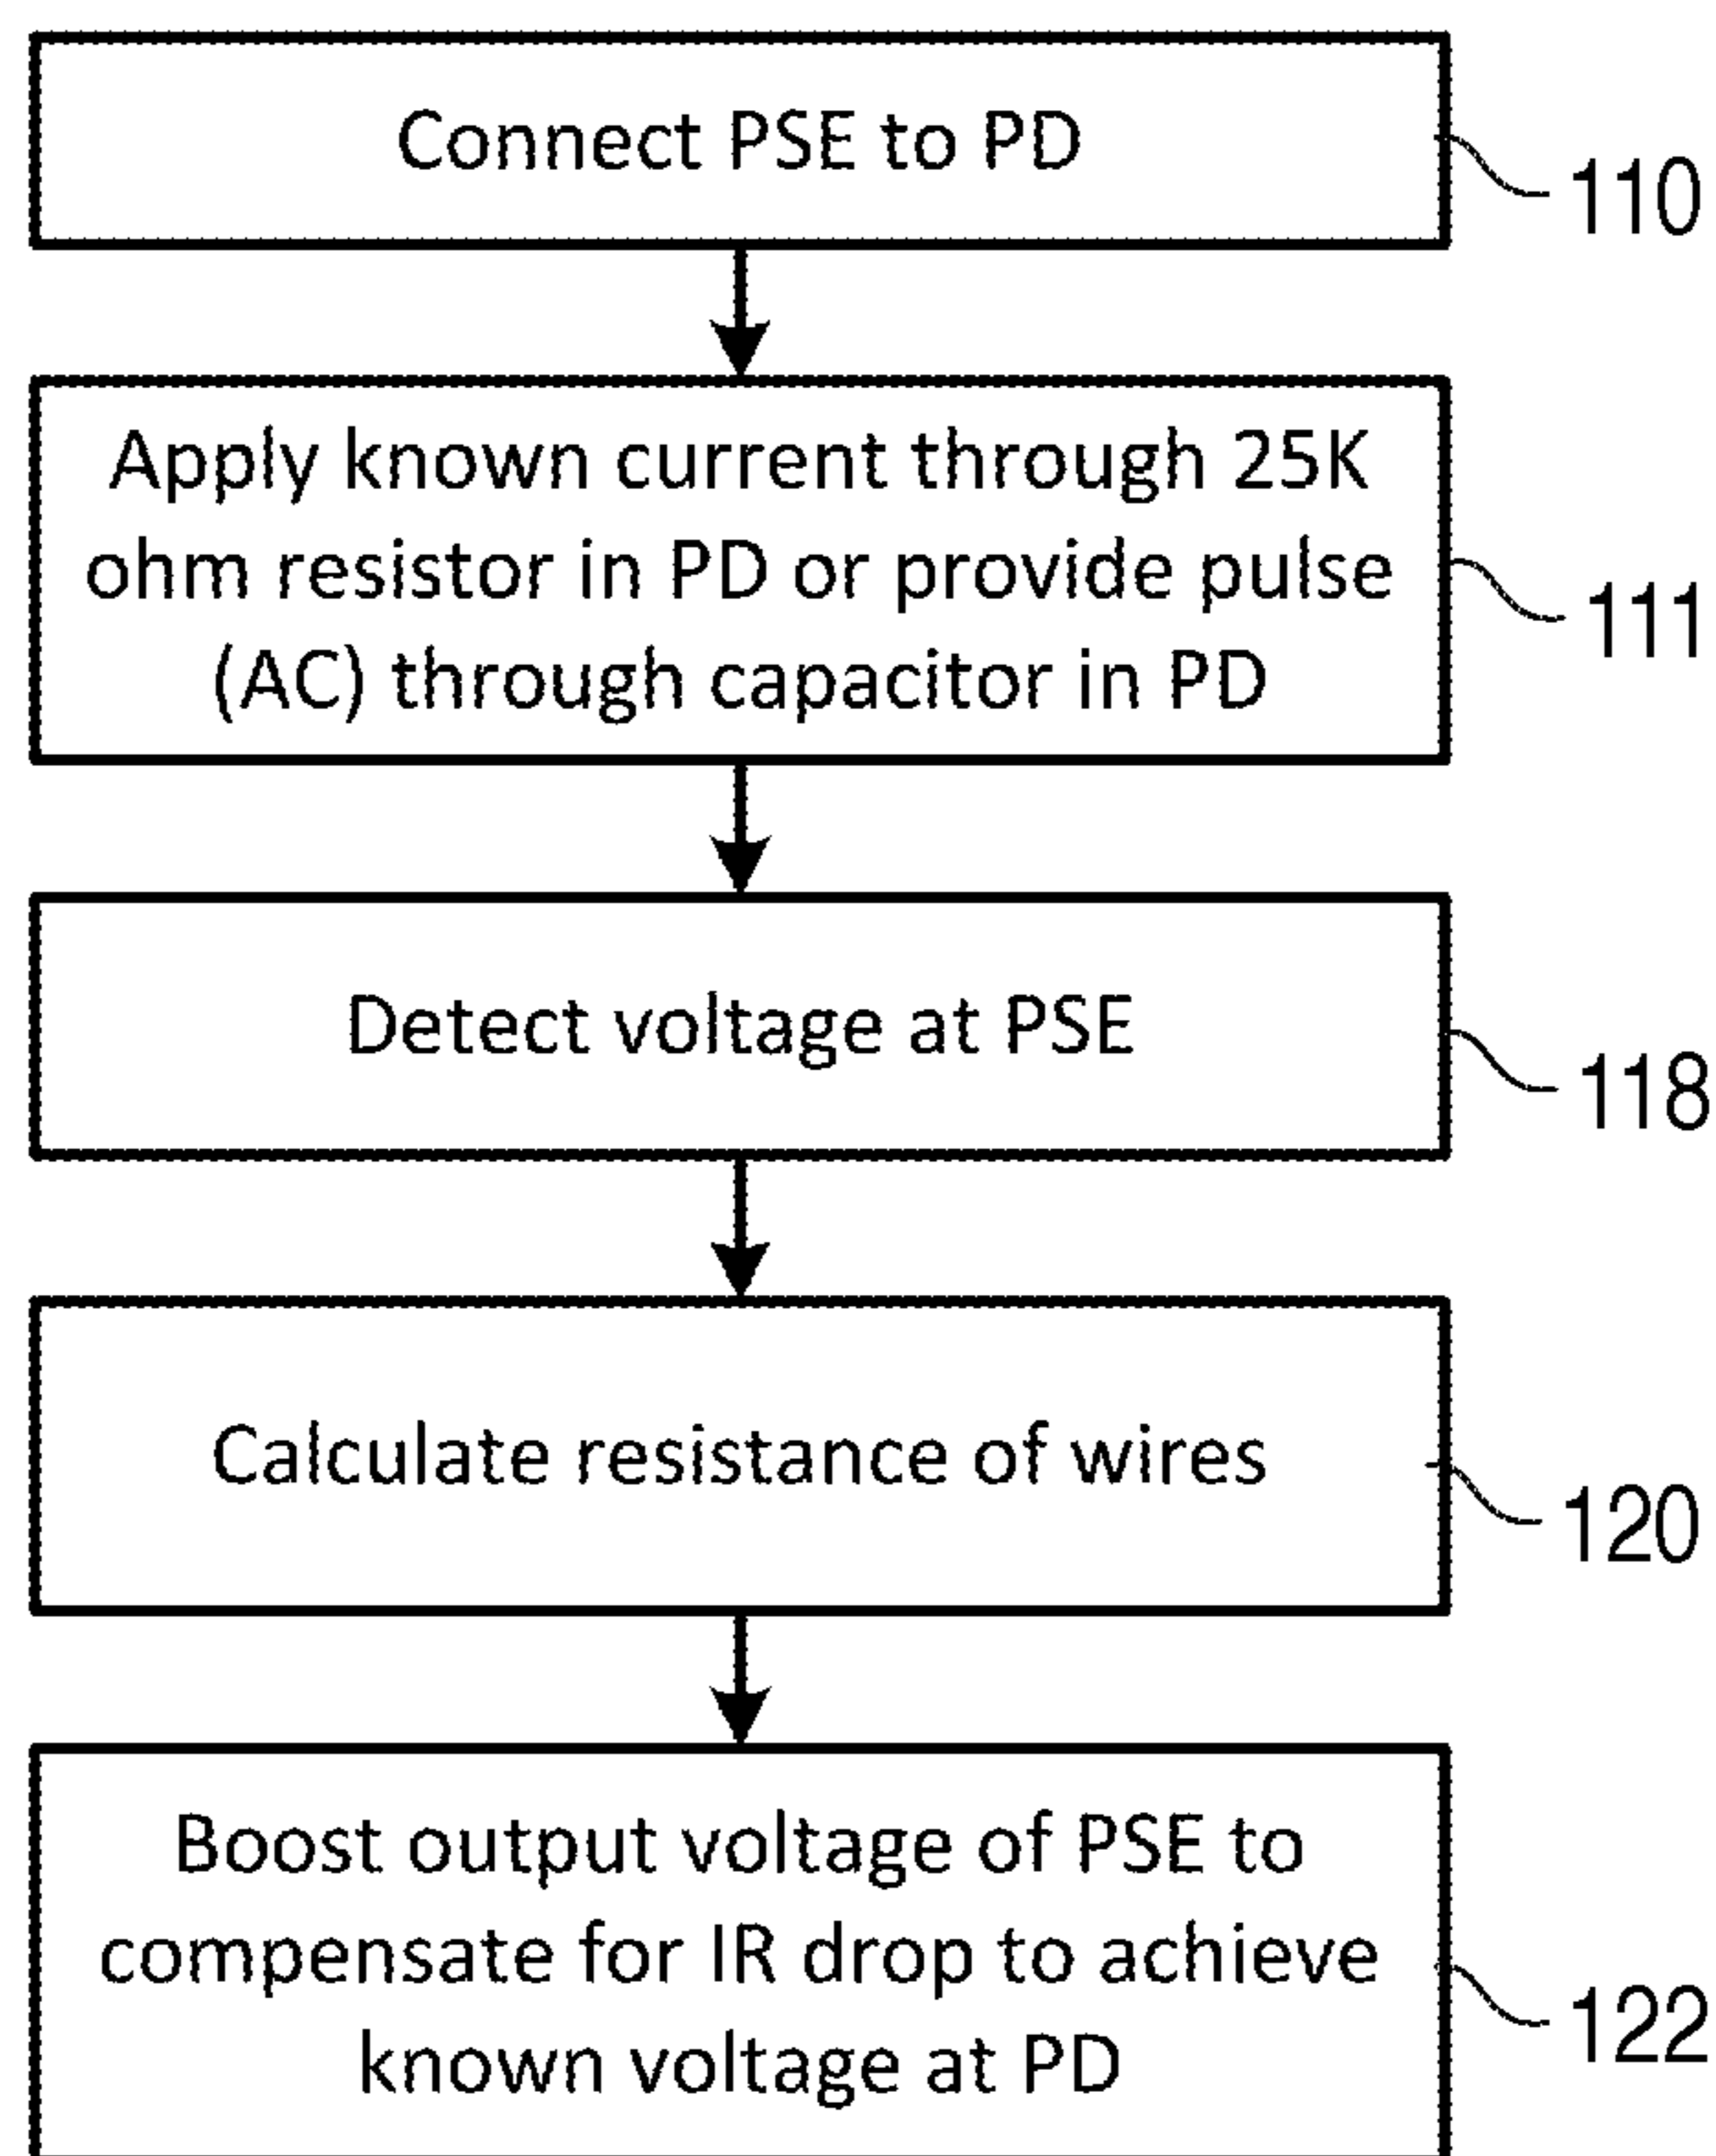 Connect PSE to PD
110
Apply known current through 25K
ohm resistor in PD or provide pulse
(AC) through capacitor in PD
111
Detect voltage at PSE
118
Calculate resistance of wires
120
Boost output voltage of PSE to
compensate for IR drop to achieve
known voltage at PD
122